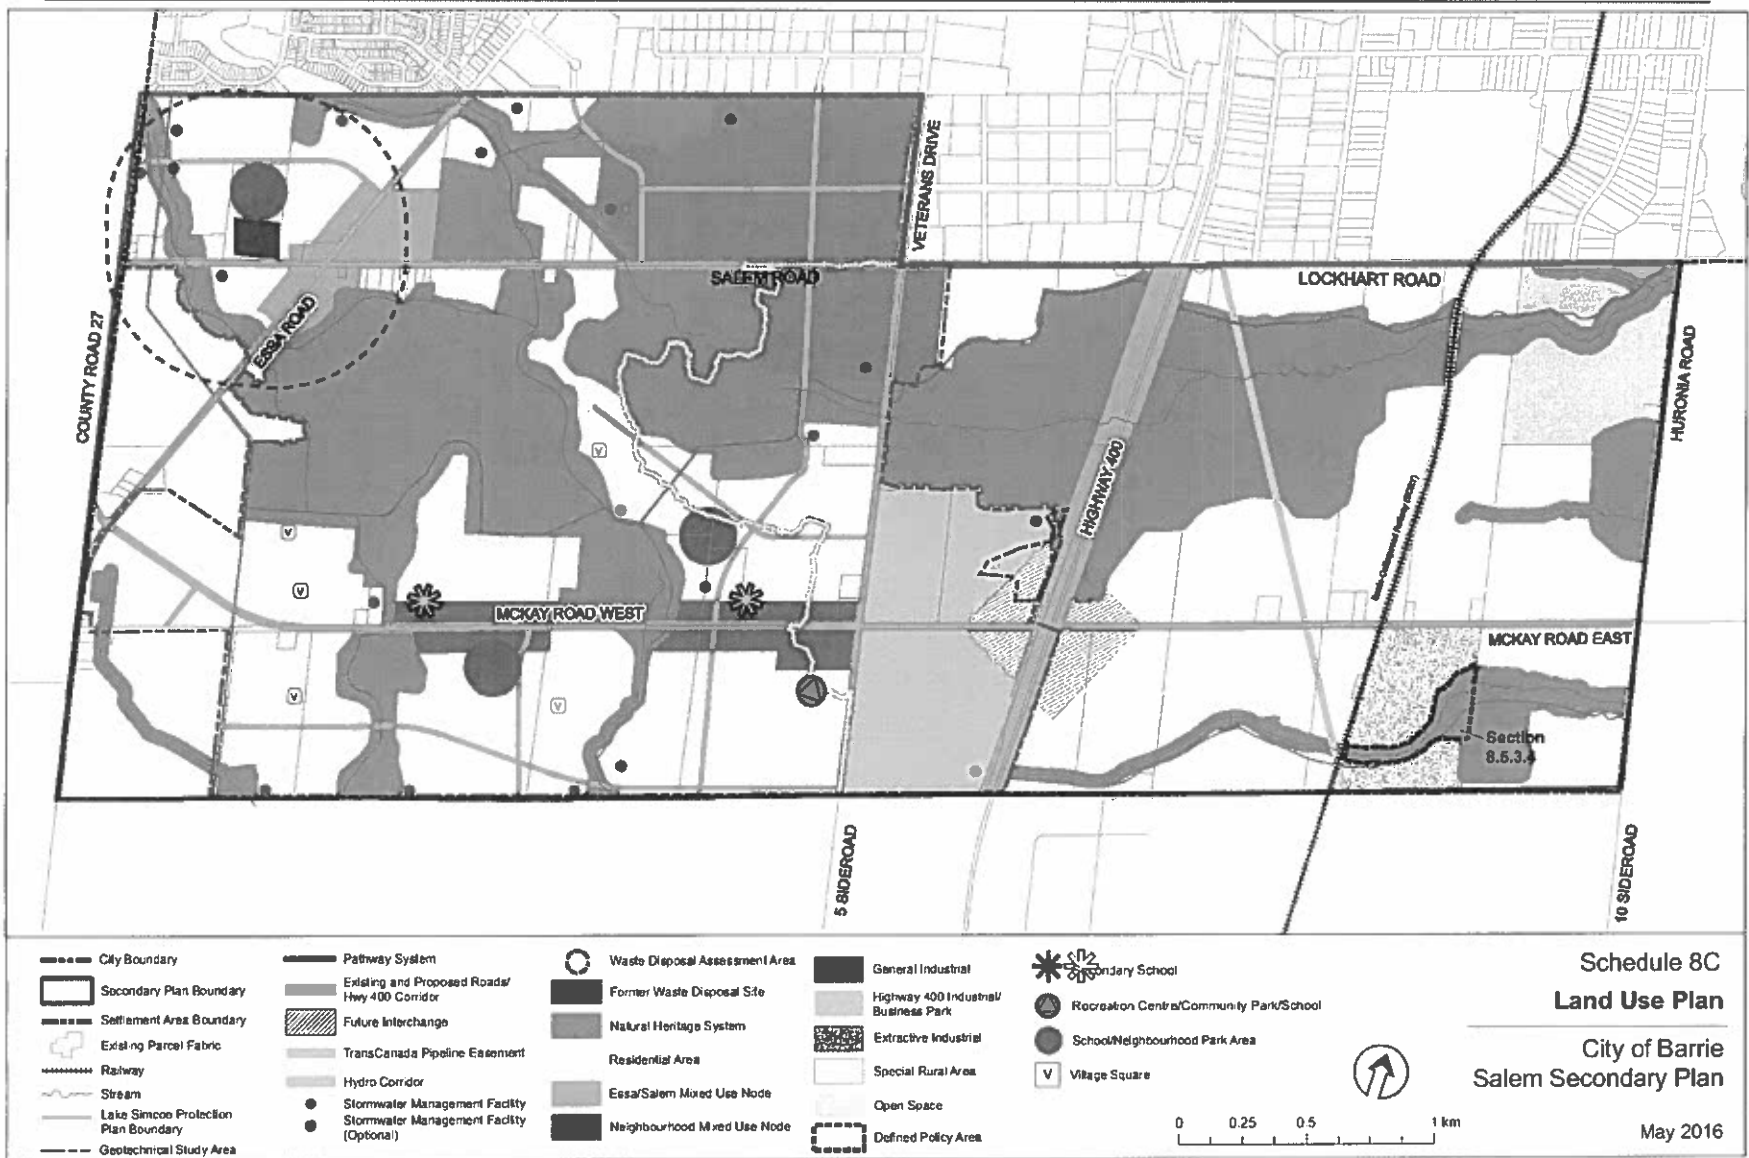 VETERANS DRIVE
SALEM ROAD
LOCKHART ROAD
COUNTY ROAD 27
ESSA ROAD
HURONIA ROAD
HIGHWAY 400
V
V
V
V
V
MCKAY ROAD WEST
MCKAY ROAD EAST
Section
8.5.3.4
5 SIDEROAD
10 SIDEROAD
City Boundary
Secondary Plan Boundary
Settlement Area Boundary
Existing Parcel Fabric
Railway
Stream
Lake Simcoe Protection
Plan Boundary
Geotechnical Study Area
Pathway System
Existing and Proposed Roads/
Hwy 400 Corridor
Future Interchange
TransCanada Pipeline Easement
Hydro Corridor
Stormwater Management Facility
Stormwater Management Facility
(Optional)
Waste Disposal Assessment Area
Former Waste Disposal Site
Natural Heritage System
Residential Area
Essa/Salem Mixed Use Node
Neighbourhood Mixed Use Node
General Industrial
Highway 400 Industrial/
Business Park
Extractive Industrial
Special Rural Area
Open Space
Defined Policy Area
ondary School
Recreation Centre/Community Park/School
School/Neighbourhood Park Area
V Village Square
Schedule 8C
Land Use Plan
City of Barrie
Salem Secondary Plan
0 0.25 0.5 1 km
May 2016